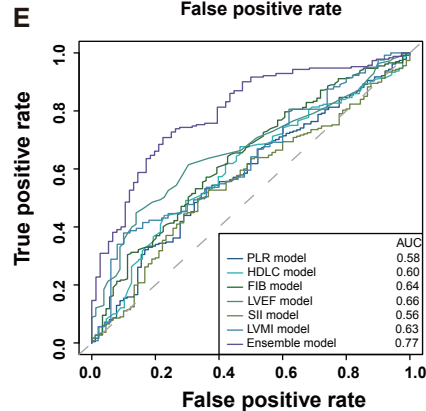 False positive rate
E
True positive rate
1.0
0.8
0.6
0.4
0.2
0.0
AUC
PLR model 0.58
HDLC model 0.60
FIB model 0.64
LVEF model 0.66
SII model 0.56
LVMI model 0.63
Ensemble model 0.77
0.0 0.2 0.4 0.6 0.8 1.0
False positive rate